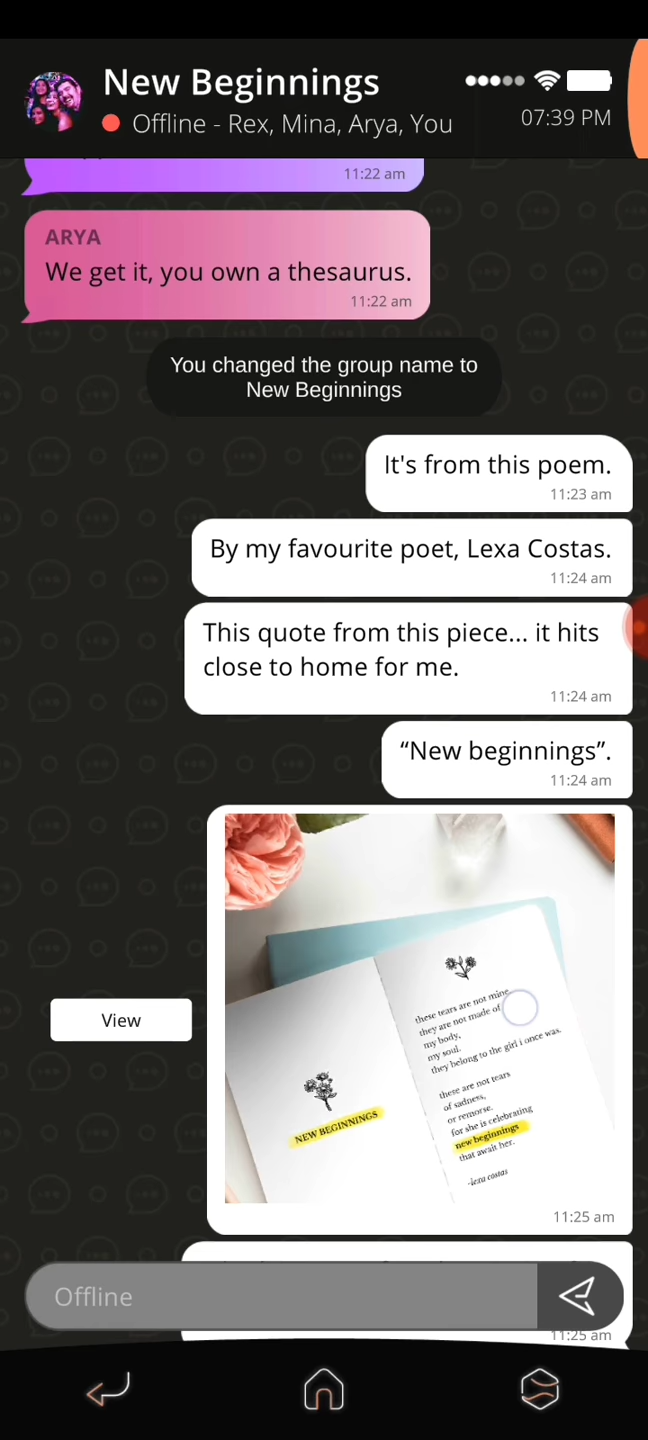 New Beginnings
Offline - Rex, Mina, Arya, You
07:39 PM
11:22 am
ARYA
We get it, you own a thesaurus.
11:22 am
You changed the group name to
New Beginnings
It's from this poem.
11:23 am
By my favourite poet, Lexa Costas.
11:24 am
This quote from this piece... it hits
close to home for me.
11:24 am
“New beginnings”.
11:24 am
View
NEW BEGINNINGS
these tears are not mine
they are not made of
my body,
my soul.
they belong to the girl i once was.
these are not tears
of sadness,
or remorse.
for she is celebrating
new beginnings
that await her.
-lexa costas
11:25 am
Offline
11:25 am